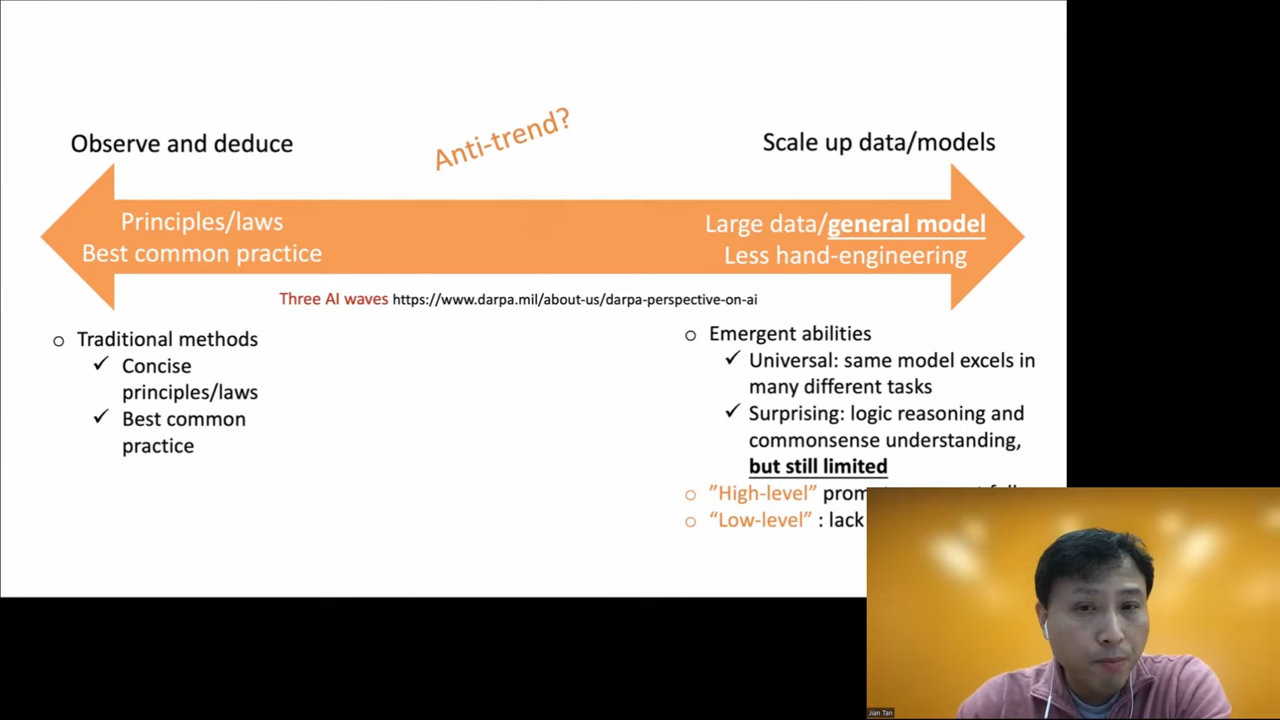 Anti-trend?
Observe and deduce
Scale up data/models
Principles/laws
Best common practice
Large data/general model
Less hand-engineering
Three AI waves https://www.darpa.mil/about-us/darpa-perspective-on-ai
o Traditional methods
✓ Concise
principles/laws
✓ Best common
practice
o Emergent abilities
✓ Universal: same model excels in
many different tasks
✓ Surprising: logic reasoning and
commonsense understanding,
but still limited
o ”High-level”
o “Low-level” : lack
Jian Tan